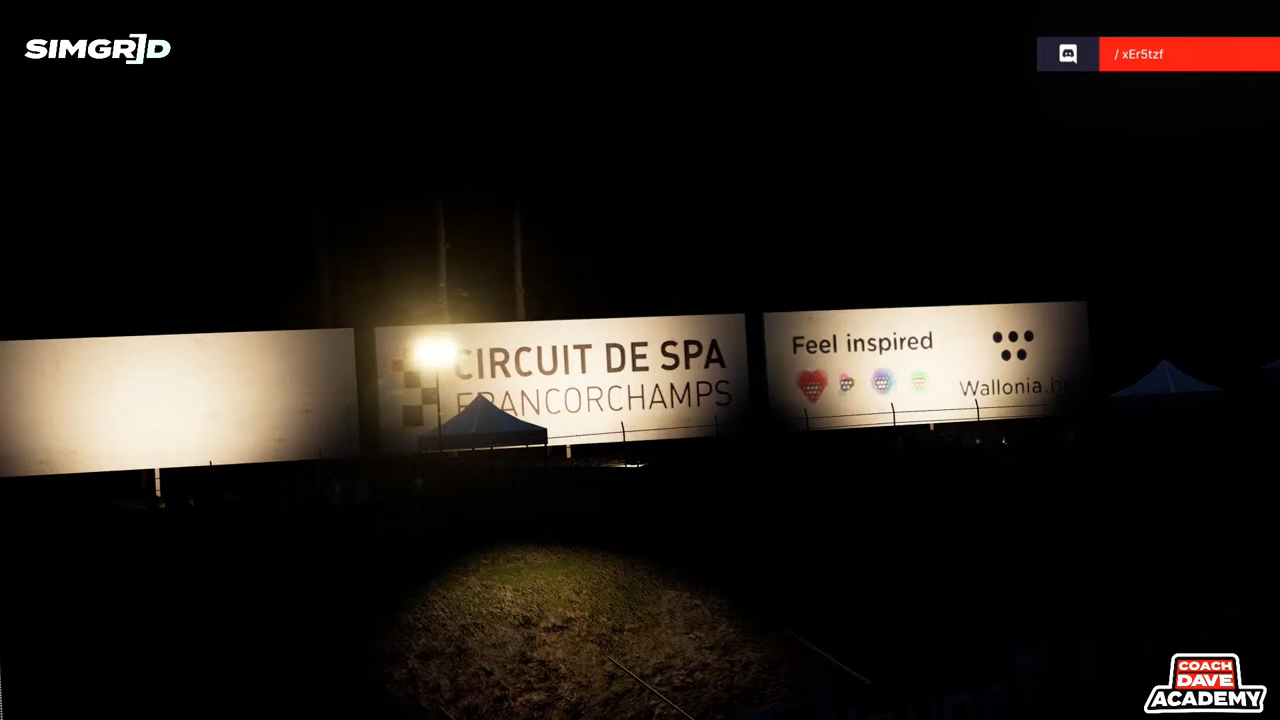 SIMGRID
/ xEr5tzf
CIRCUIT DE SPA
FRANCORCHAMPS
Feel inspired
Wallonia.be
COACH
DAVE
ACADEMY